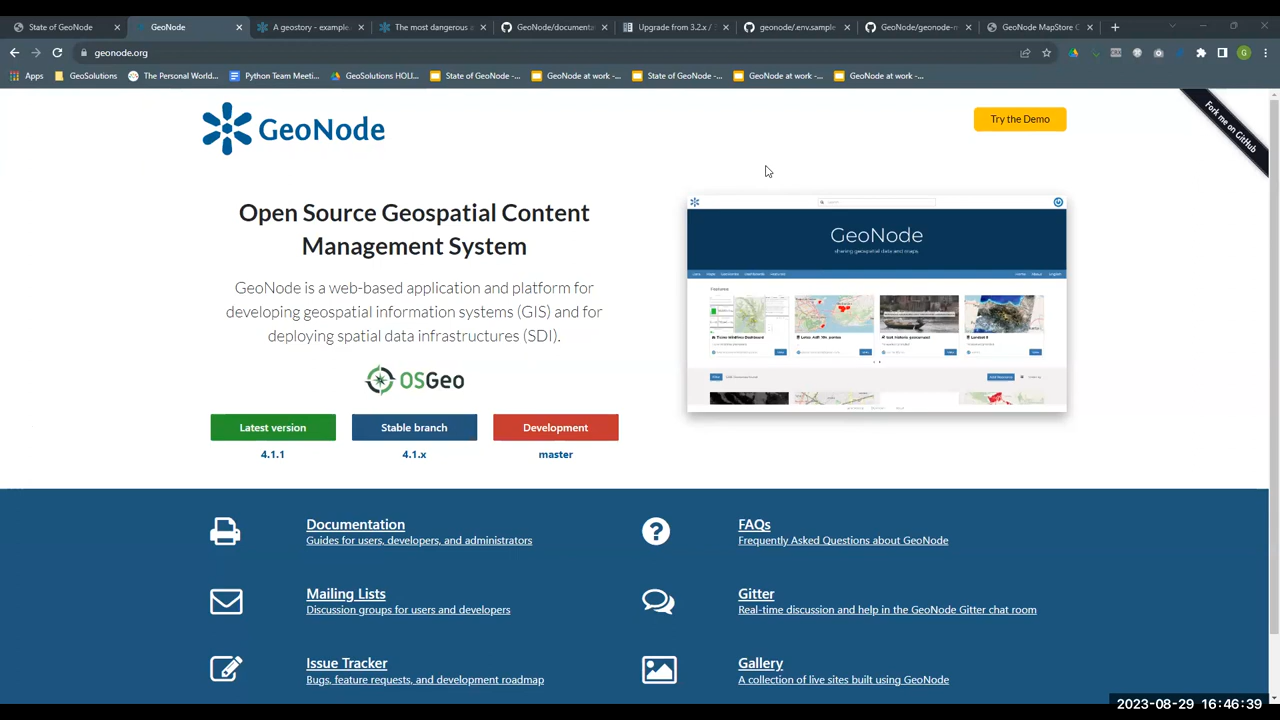 State of GeoNode
GeoNode
A geostory - example.
The most dangerous a
GeoNode/documenta
Upgrade from 3.2.x / 
geonode/.env.sample
GeoNode/geonode-m
GeoNode MapStore C
geonode.org
Apps
GeoSolutions
The Personal World...
Python Team Meeti...
GeoSolutions HOLI...
State of GeoNode -...
GeoNode at work -...
State of GeoNode -...
GeoNode at work -...
GeoNode at work -...
GeoNode
Try the Demo
Fork me on GitHub
Open Source Geospatial Content
Management System
GeoNode is a web-based application and platform for
developing geospatial information systems (GIS) and for
deploying spatial data infrastructures (SDI).
GeoNode
sharing geospatial data and maps
OSGeo
Latest version
Stable branch
Development
4.1.1
4.1.x
master
Documentation
Guides for users, developers, and administrators
FAQs
Frequently Asked Questions about GeoNode
Mailing Lists
Discussion groups for users and developers
Gitter
Real-time discussion and help in the GeoNode Gitter chat room
Issue Tracker
Bugs, feature requests, and development roadmap
Gallery
A collection of live sites built using GeoNode
2023-08-29 16:46:39